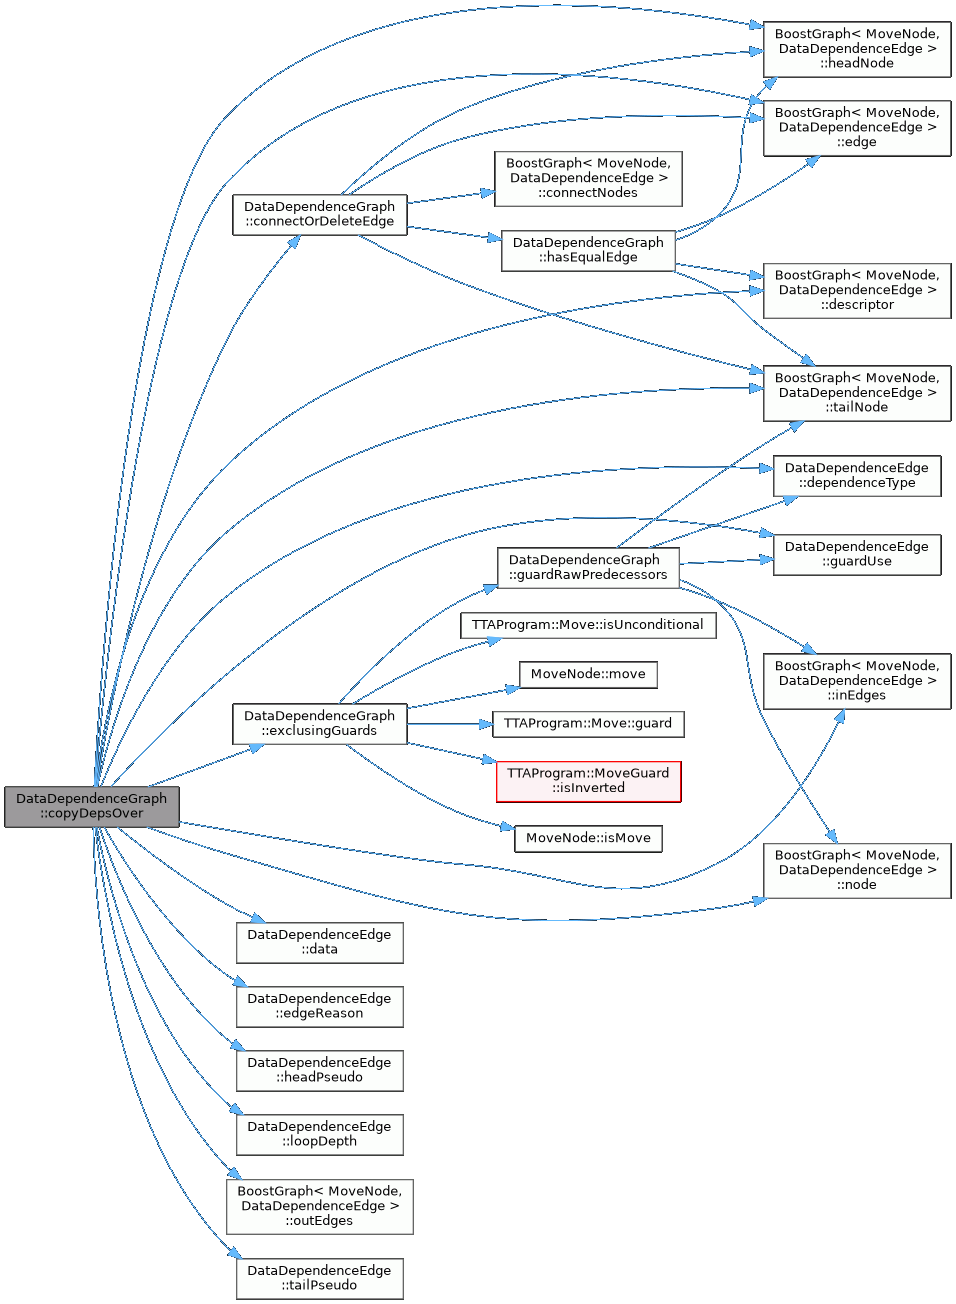 BoostGraph< MoveNode,
DataDependenceEdge >
::headNode
BoostGraph< MoveNode,
DataDependenceEdge >
::edge
BoostGraph< MoveNode,
DataDependenceEdge >
::connectNodes
DataDependenceGraph
::connectOrDeleteEdge
DataDependenceGraph
::hasEqualEdge
BoostGraph< MoveNode,
DataDependenceEdge >
::descriptor
BoostGraph< MoveNode,
DataDependenceEdge >
::tailNode
DataDependenceEdge
::dependenceType
DataDependenceEdge
::guardUse
DataDependenceGraph
::guardRawPredecessors
TTAProgram::Move::isUnconditional
BoostGraph< MoveNode,
DataDependenceEdge >
::inEdges
MoveNode::move
DataDependenceGraph
::exclusingGuards
TTAProgram::Move::guard
TTAProgram::MoveGuard
::isInverted
DataDependenceGraph
::copyDepsOver
MoveNode::isMove
BoostGraph< MoveNode,
DataDependenceEdge >
::node
DataDependenceEdge
::data
DataDependenceEdge
::edgeReason
DataDependenceEdge
::headPseudo
DataDependenceEdge
::loopDepth
BoostGraph< MoveNode,
DataDependenceEdge >
::outEdges
DataDependenceEdge
::tailPseudo